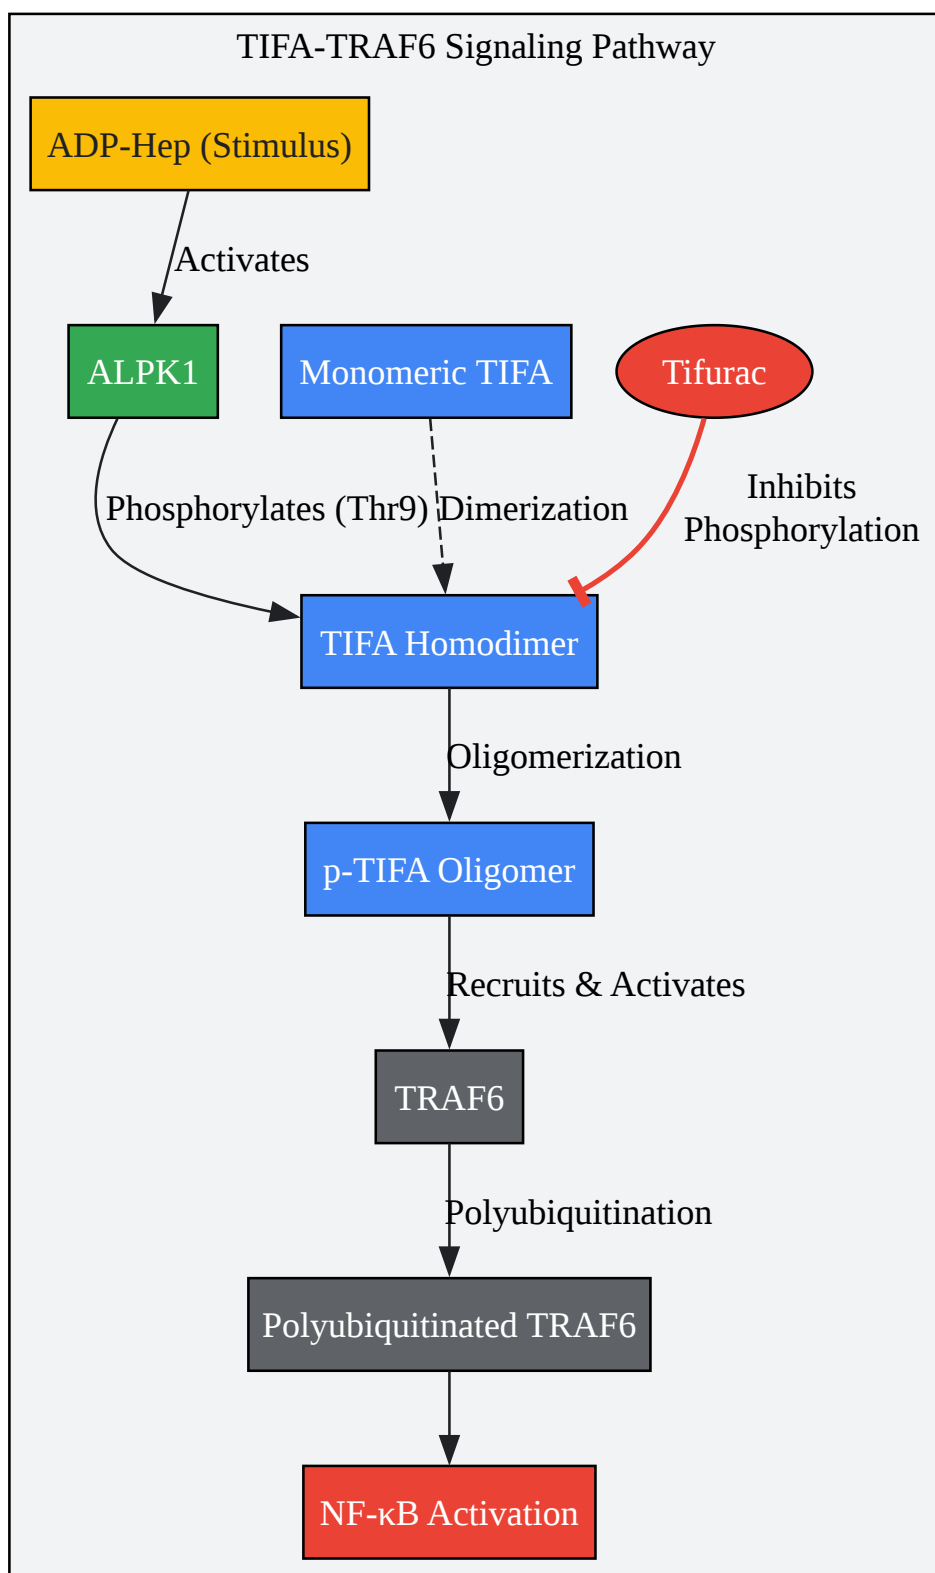 TIFA-TRAF6 Signaling Pathway
ADP-Hep (Stimulus)
Activates
ALPK1
Monomeric TIFA
Tifurac
Phosphorylates (Thr9)
Dimerization
Inhibits
Phosphorylation
TIFA Homodimer
Oligomerization
p-TIFA Oligomer
Recruits & Activates
TRAF6
Polyubiquitination
Polyubiquitinated TRAF6
NF-κB Activation